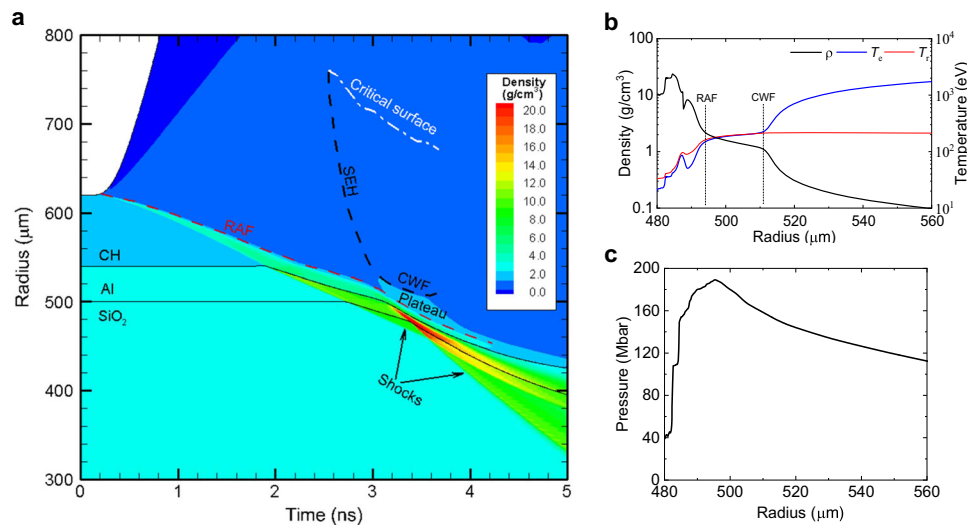 a
800
700
600
500
400
300
Radius (μm)
0
1
2
3
4
5
Time (ns)
Critical surface
SEH
RAF
CWF
Plateau
CH
Al
SiO₂
Shocks
Density
(g/cm³)
20.0
18.0
16.0
14.0
12.0
10.0
8.0
6.0
4.0
2.0
0.0
b
ρ Tₑ Tᵣ
RAF
CWF
100
10
1
0.1
Density (g/cm³)
10⁴
10³
10²
10¹
Temperature (eV)
480 500 520 540 560
Radius (μm)
c
200
160
120
80
40
0
Pressure (Mbar)
480 500 520 540 560
Radius (μm)